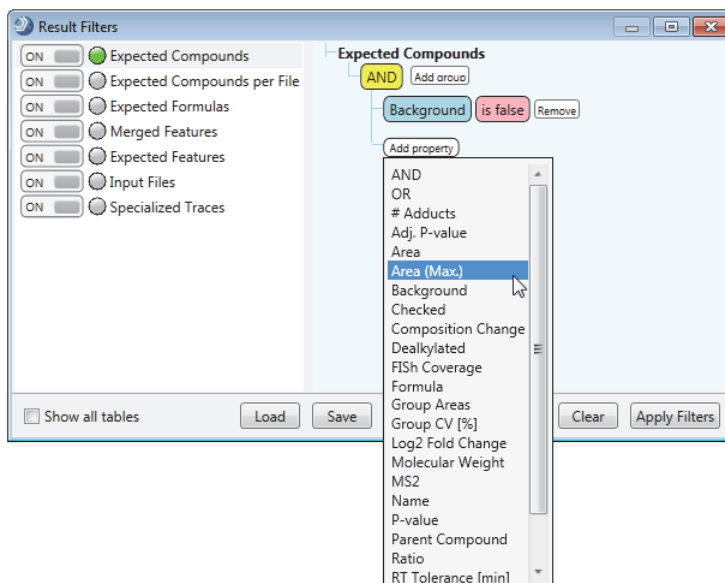 Result Filters
ON Expected Compounds
ON Expected Compounds per File
ON Expected Formulas
ON Merged Features
ON Expected Features
ON Input Files
ON Specialized Traces
Expected Compounds
AND Add group
Background is false Remove
Add property
AND
OR
# Adducts
Adj. P-value
Area
Area (Max.)
Background
Checked
Composition Change
Dealkylated
FISh Coverage
Formula
Group Areas
Group CV [%]
Log2 Fold Change
Molecular Weight
MS2
Name
P-value
Parent Compound
Ratio
RT Tolerance [min]
Show all tables Load Save Clear Apply Filters